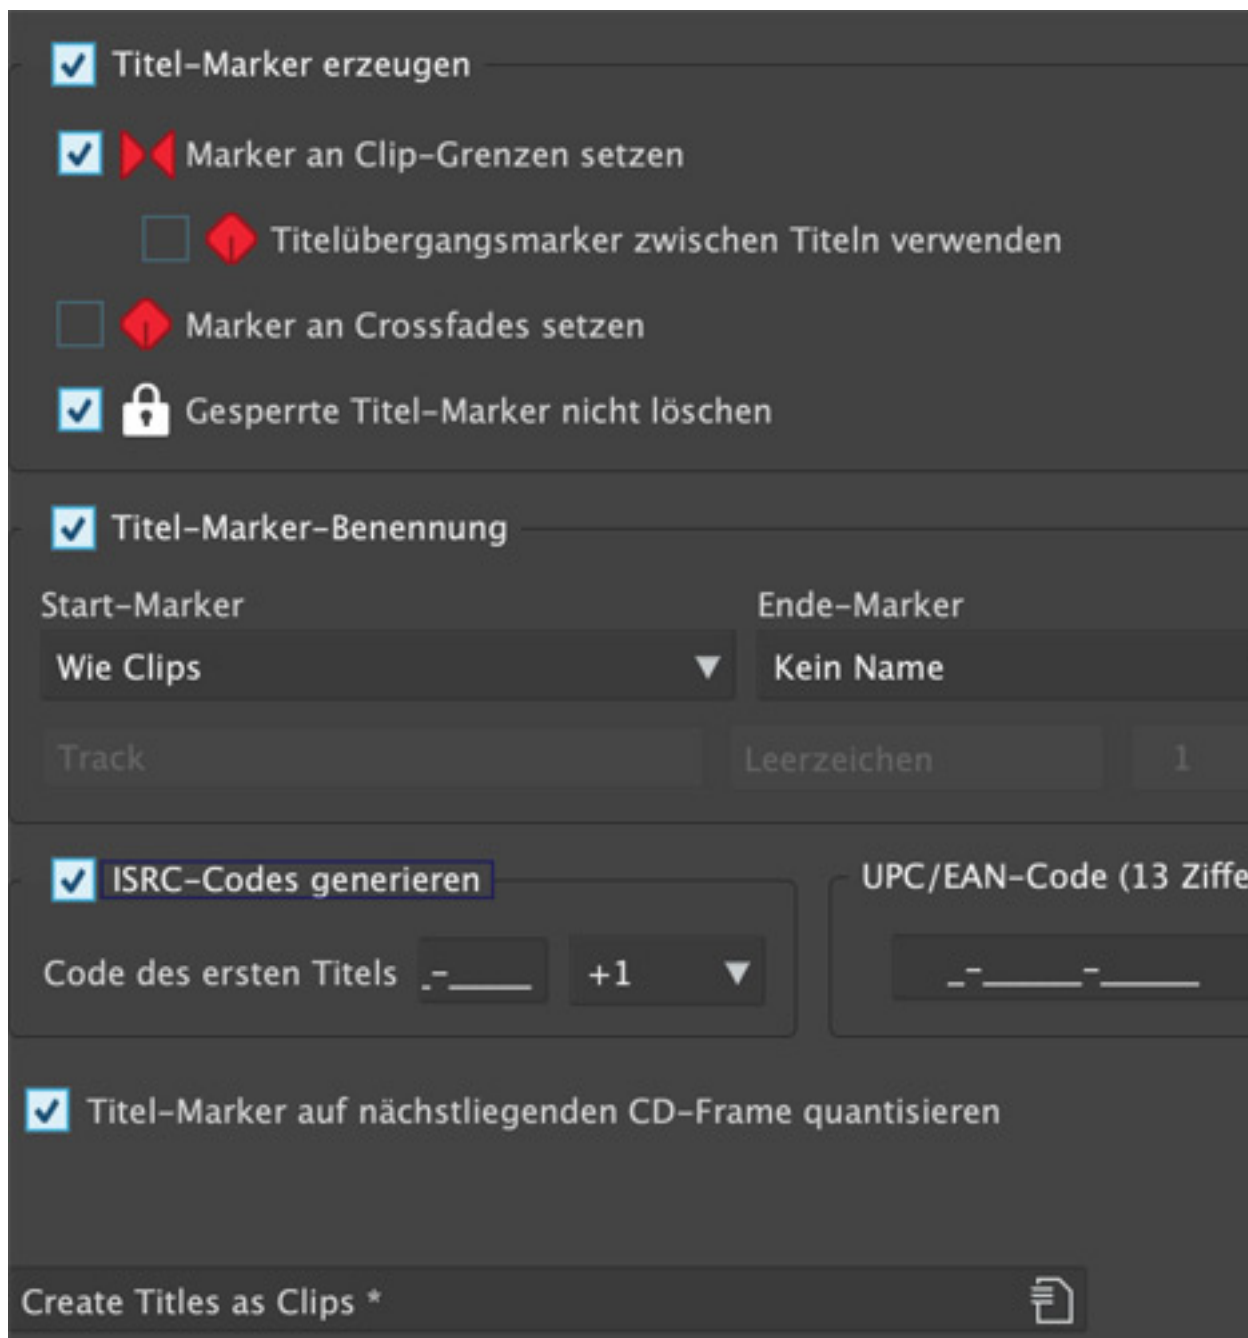 Titel-Marker erzeugen
Marker an Clip-Grenzen setzen
Titelübergangsmarker zwischen Titeln verwenden
Marker an Crossfades setzen
Gesperrte Titel-Marker nicht löschen
Titel-Marker-Benennung
Start-Marker Ende-Marker
Wie Clips Kein Name
Track Leerzeichen 1
ISRC-Codes generieren UPC/EAN-Code (13 Ziffe
Code des ersten Titels _-_____ +1 _-______-______
Titel-Marker auf nächstliegenden CD-Frame quantisieren
Create Titles as Clips *